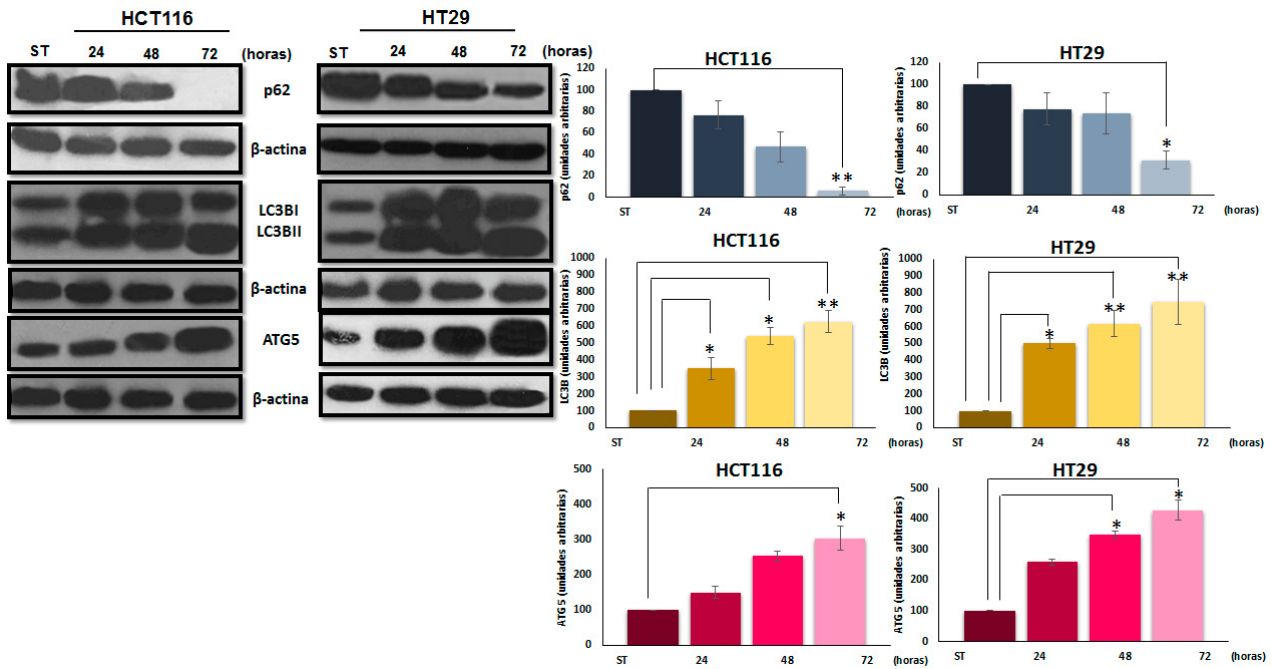 HCT116
ST 24 48 72 (horas)
p62
β-actina
LC3BI
LC3BII
β-actina
ATG5
β-actina
HT29
ST 24 48 72 (horas)
HCT116
p62 (unidades arbitrarias)
120
100
80
60
40
20
0
**
ST 24 48 72 (horas)
HT29
p62 (unidades arbitrarias)
120
100
80
60
40
20
0
*
ST 24 48 72 (horas)
HCT116
LC3B (unidades arbitrarias)
1000
900
800
700
600
500
400
300
200
100
0
* * **
ST 24 48 72 (horas)
HT29
LC3B (unidades arbitrarias)
1000
900
800
700
600
500
400
300
200
100
0
* ** **
ST 24 48 72 (horas)
HCT116
ATG 5 (unidades arbitrarias)
500
400
300
200
100
0
*
ST 24 48 72 (horas)
HT29
ATG 5 (unidades arbitrarias)
500
400
300
200
100
0
* *
ST 24 48 72 (horas)